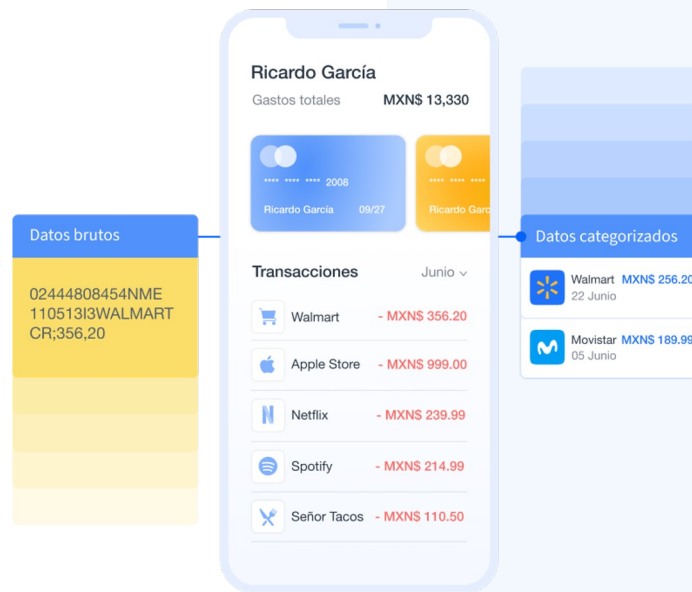 Datos brutos
02444808454NME
110513I3WALMART
CR;356,20
Ricardo García
Gastos totales MXN$ 13,330
**** **** **** 2008
Ricardo García 09/27
**** **** ****
Ricardo Garc
Transacciones Junio
Walmart - MXN$ 356.20
Apple Store - MXN$ 999.00
Netflix - MXN$ 239.99
Spotify - MXN$ 214.99
Señor Tacos - MXN$ 110.50
Datos categorizados
Walmart MXN$ 256.20
22 Junio
Movistar MXN$ 189.99
05 Junio